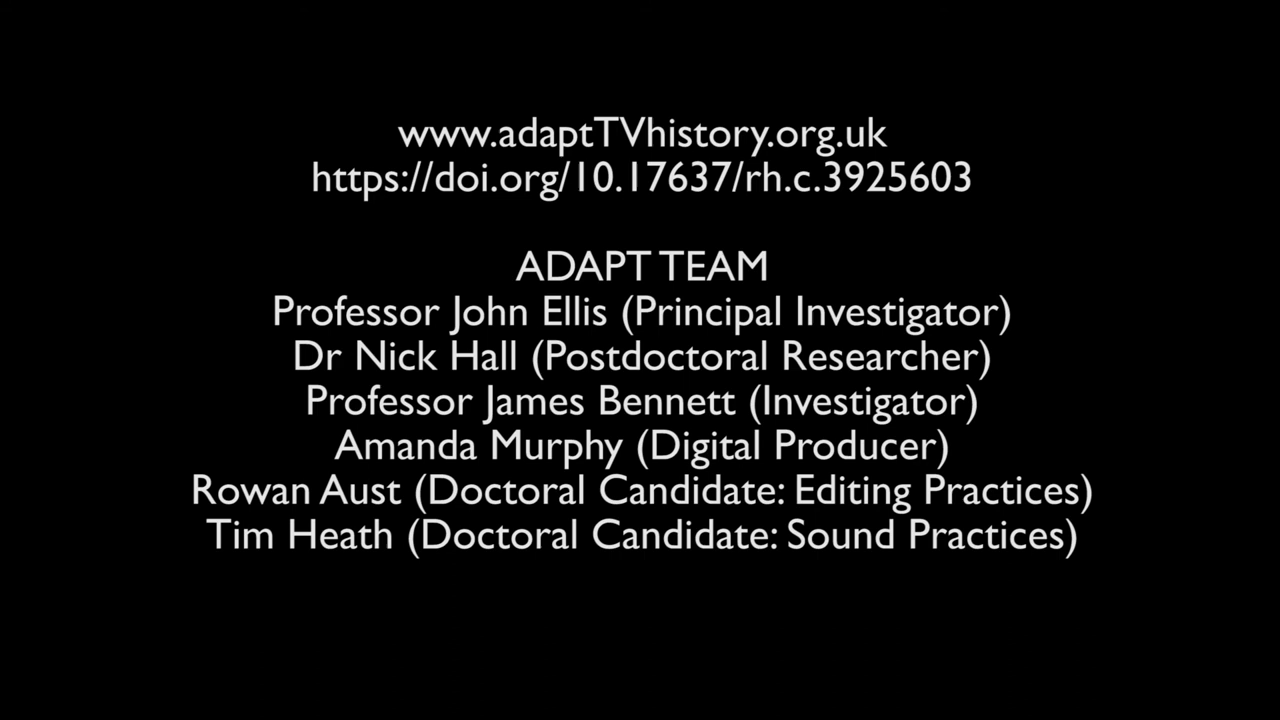 www.adaptTVhistory.org.uk
https://doi.org/10.17637/rh.c.3925603
ADAPT TEAM
Professor John Ellis (Principal Investigator)
Dr Nick Hall (Postdoctoral Researcher)
Professor James Bennett (Investigator)
Amanda Murphy (Digital Producer)
Rowan Aust (Doctoral Candidate: Editing Practices)
Tim Heath (Doctoral Candidate: Sound Practices)